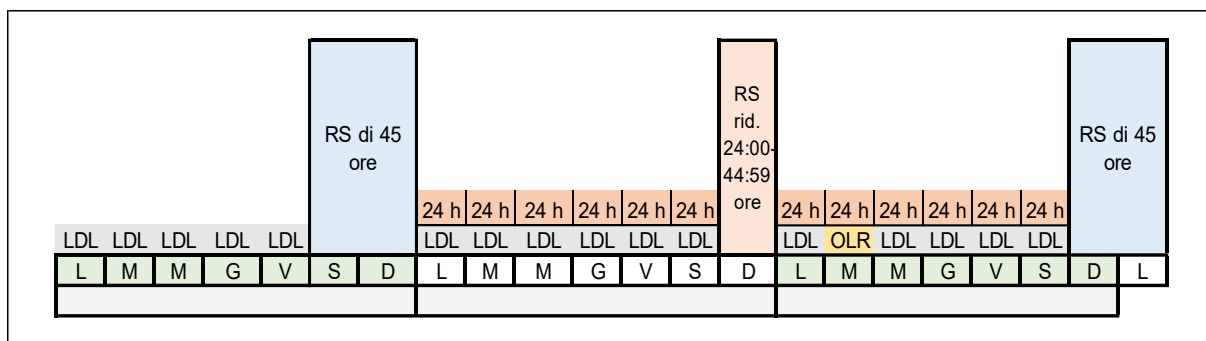 RS di 45
ore
RS
rid.
24:00-
44:59
ore
RS di 45
ore
24 h 24 h 24 h 24 h 24 h 24 h 24 h 24 h 24 h 24 h 24 h 24 h
LDL LDL LDL LDL LDL LDL LDL LDL LDL LDL LDL LDL OLR LDL LDL LDL LDL
L M M G V S D L M M G V S D L M M G V S D L